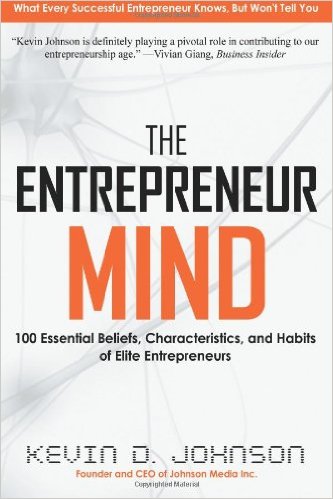 What Every Successful Entrepreneur Knows, But Won't Tell You
“Kevin Johnson is definitely playing a pivotal role in contributing to our
entrepreneurship age.” —Vivian Giang, Business Insider
THE
ENTREPRENEUR
MIND
100 Essential Beliefs, Characteristics, and Habits
of Elite Entrepreneurs
KEVIN D. JOHNSON
Founder and CEO of Johnson Media Inc.
Copyrighted Material